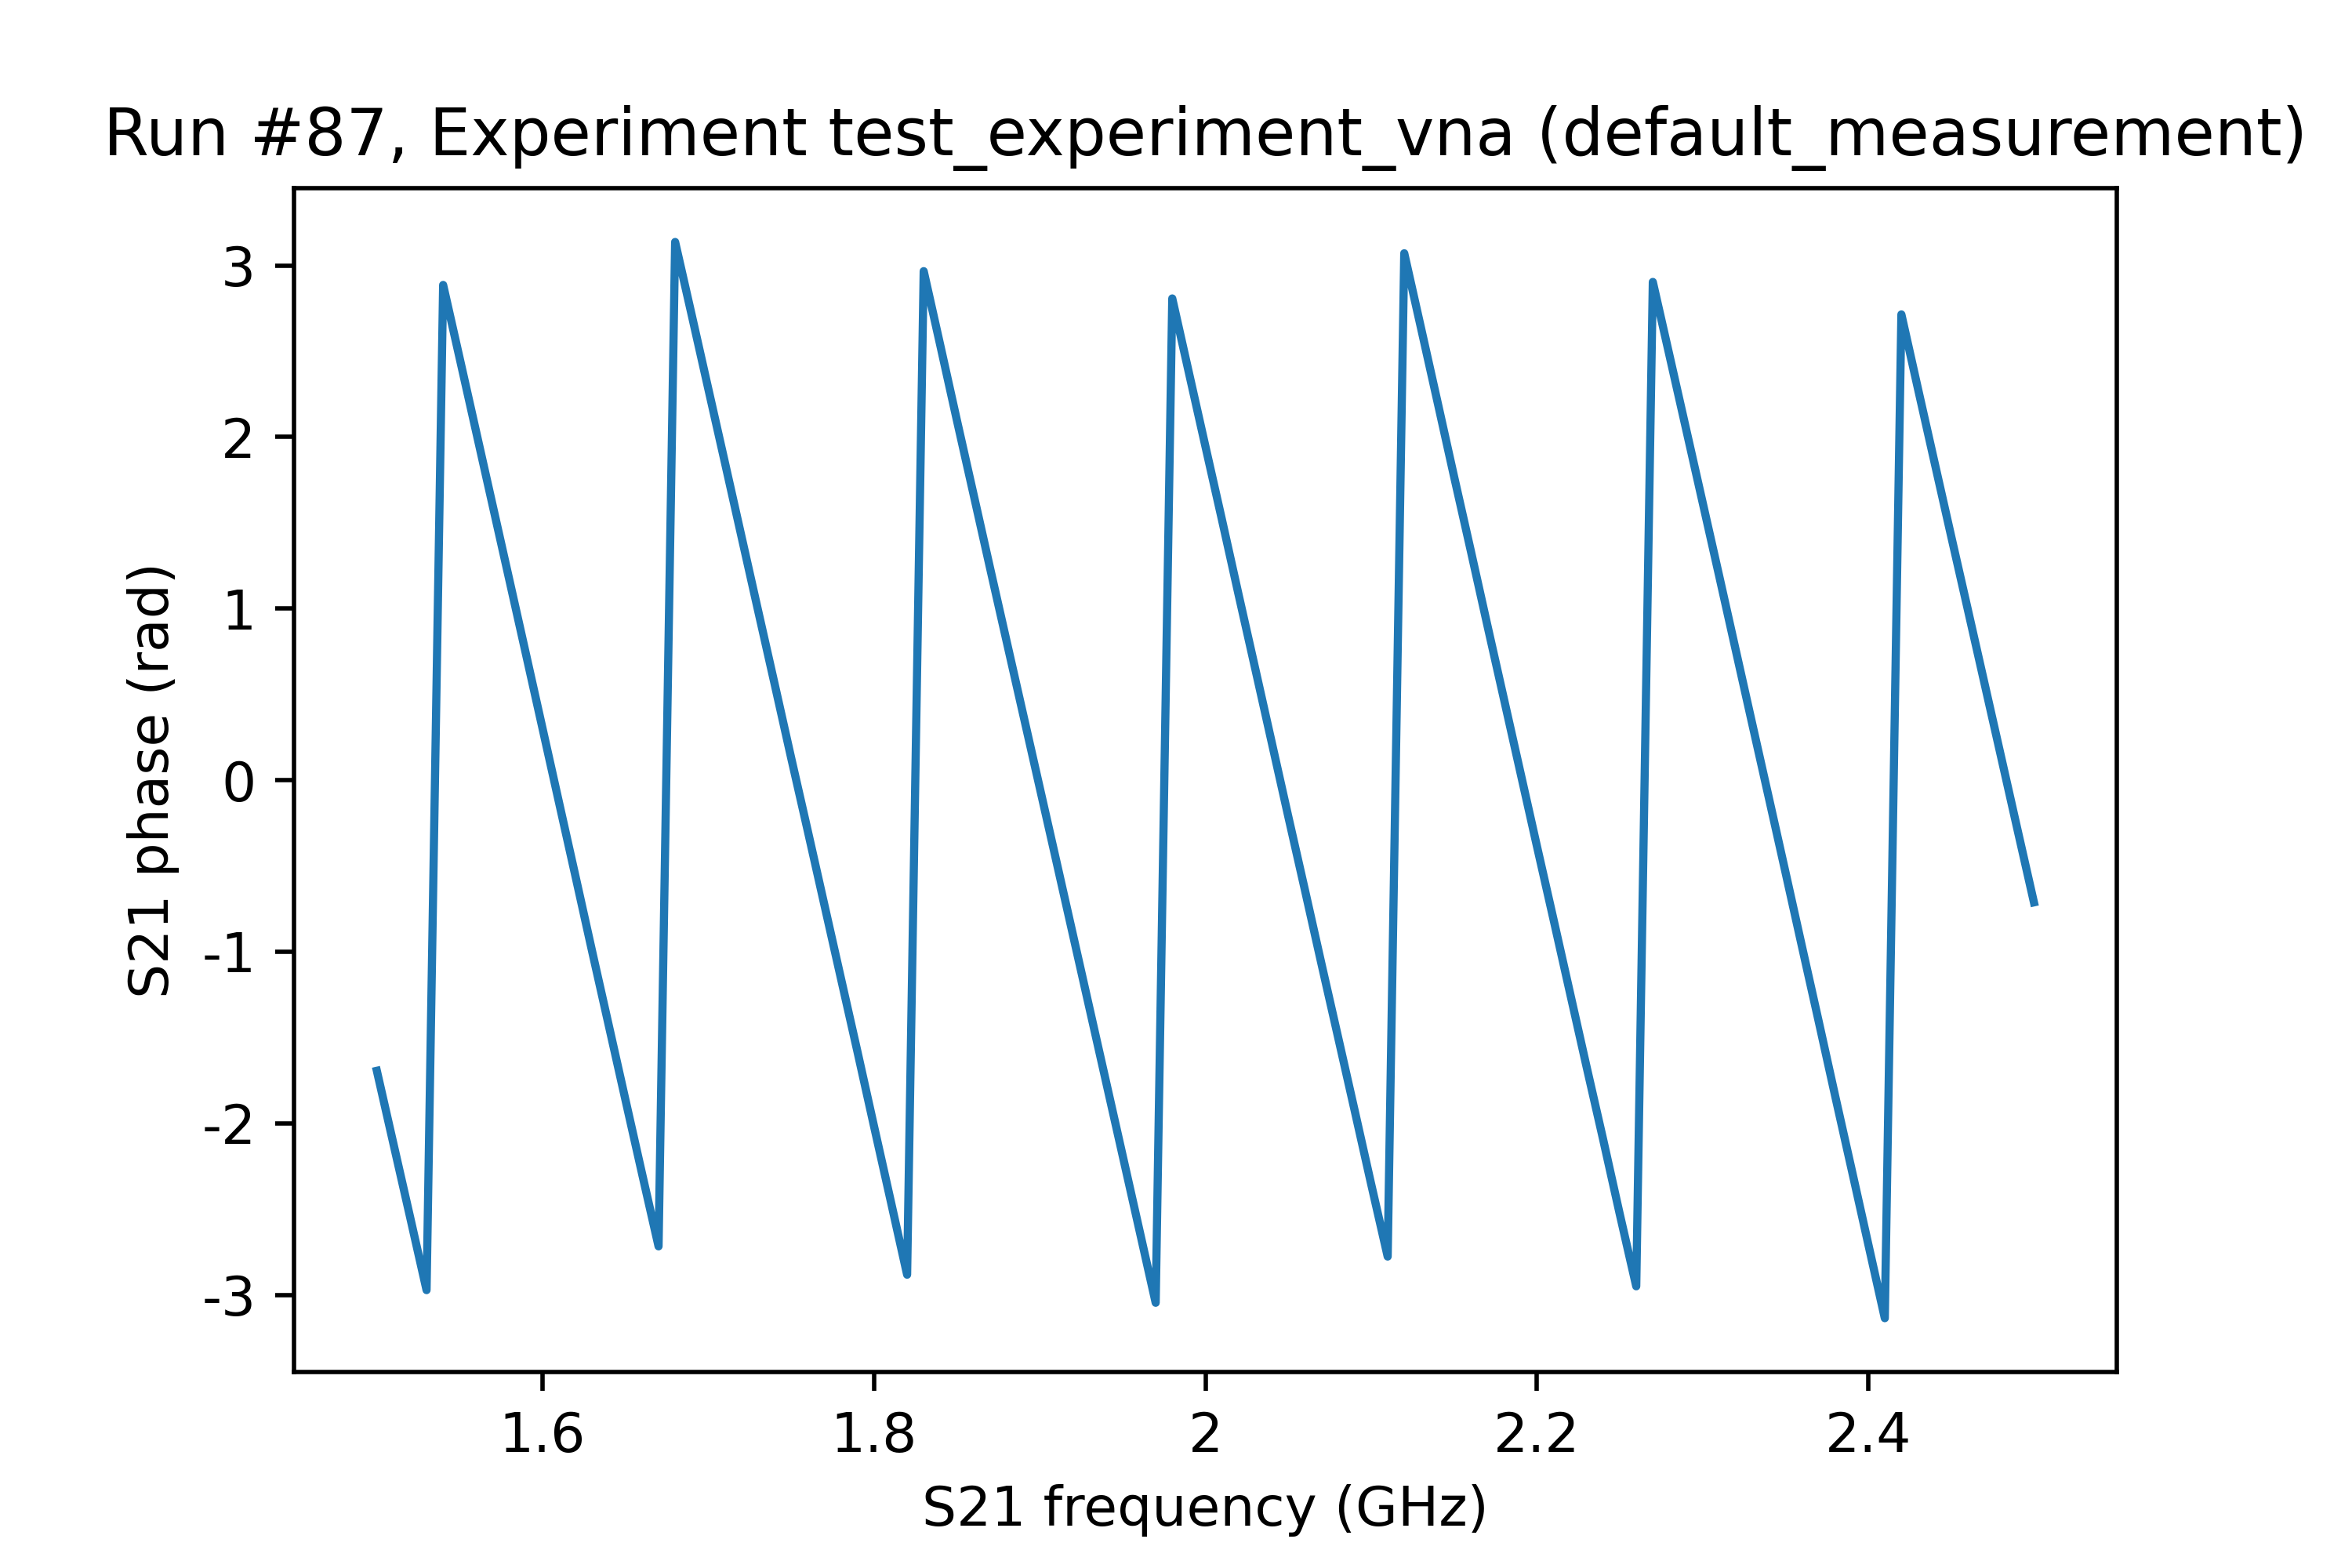 Run #87, Experiment test_experiment_vna (default_measurement)
3
2
1
0
-1
-2
-3
S21 phase (rad)
1.6 1.8 2 2.2 2.4
S21 frequency (GHz)